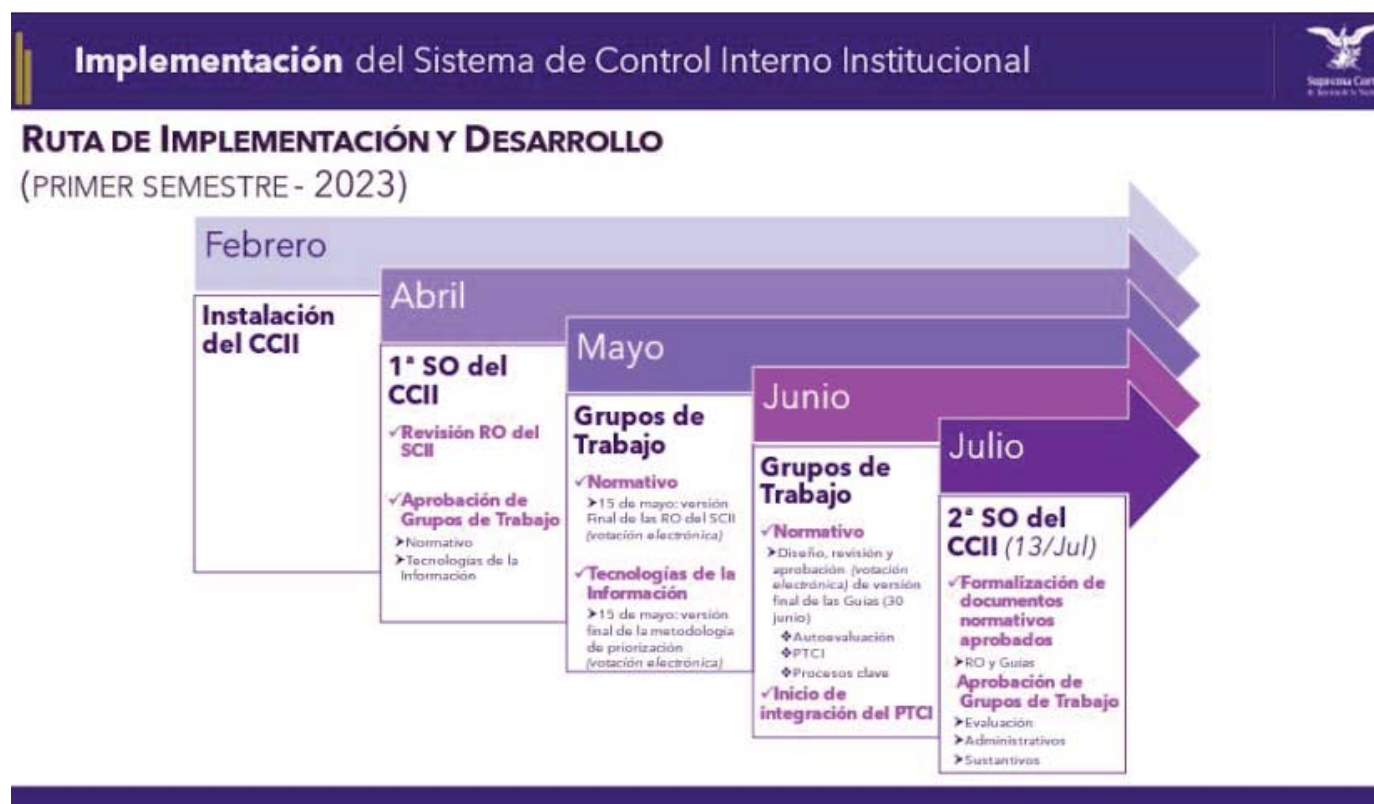 Implementación del Sistema de Control Interno Institucional
Suprema Cort
RUTA DE IMPLEMENTACIÓN Y DESARROLLO
(PRIMER SEMESTRE - 2023)
Febrero
Instalación
del CCII
Abril
1ª SO del
CCII
✓Revisión RO del
SCII
✓Aprobación de
Grupos de Trabajo
➤Normativo
➤Tecnologías de la
Información
Mayo
Grupos de
Trabajo
✓Normativo
➤15 de mayo: versión
Final de las RO del SCII
(votación electrónica)
✓Tecnologías de la
Información
➤15 de mayo: versión
final de la metodología
de priorización
(votación electrónica)
Junio
Grupos de
Trabajo
✓Normativo
➤Diseño, revisión y
aprobación (votación
electrónica) de versión
final de las Guías (30
junio)
❖Autoevaluación
❖PTCI
❖Procesos clave
✓Inicio de
integración del PTCI
Julio
2ª SO del
CCII (13/Jul)
✓Formalización de
documentos
normativos
aprobados
➤RO y Guías
Aprobación de
Grupos de Trabajo
➤Evaluación
➤Administrativos
➤Sustantivos